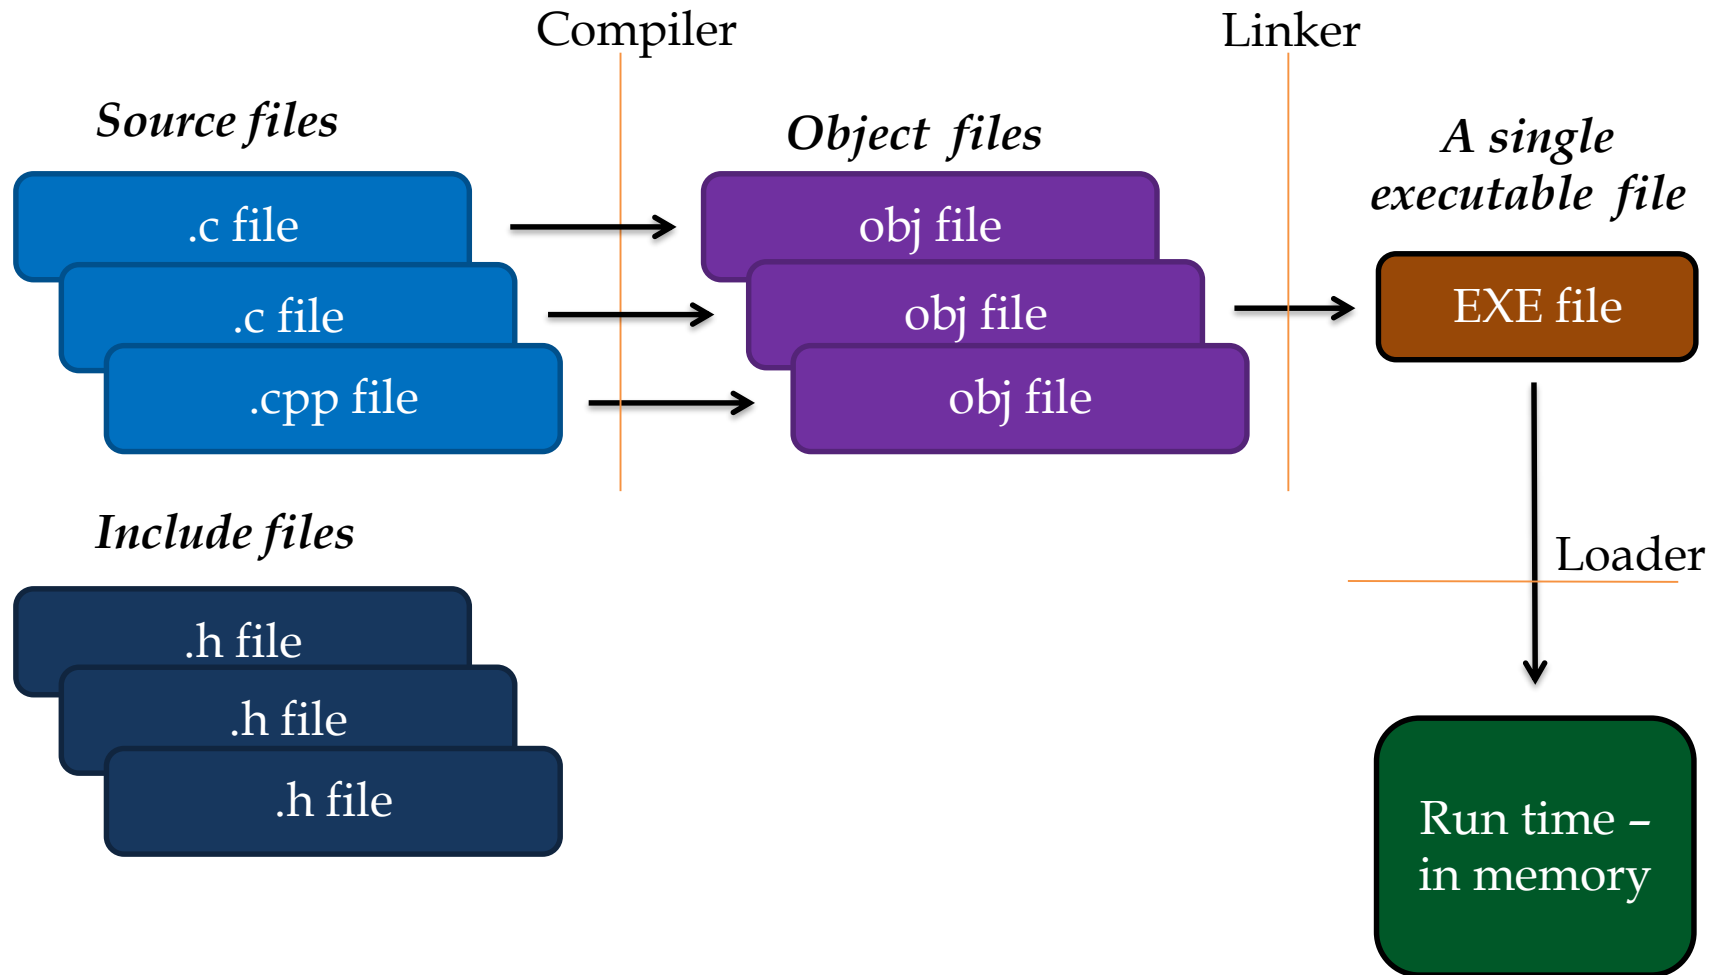 Compiler
Linker
Source files
Object files
A single
executable file
.c file
.c file
.cpp file
obj file
obj file
obj file
EXE file
Include files
.h file
.h file
.h file
Loader
Run time –
in memory